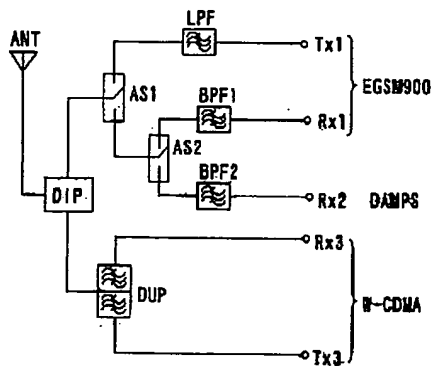 LPF
ANT
Tx1
EGSM900
AS1
BPF1
Rx1
AS2
BPF2
DIP
Rx2 DAMPS
Rx3
DUP
W-CDMA
Tx3